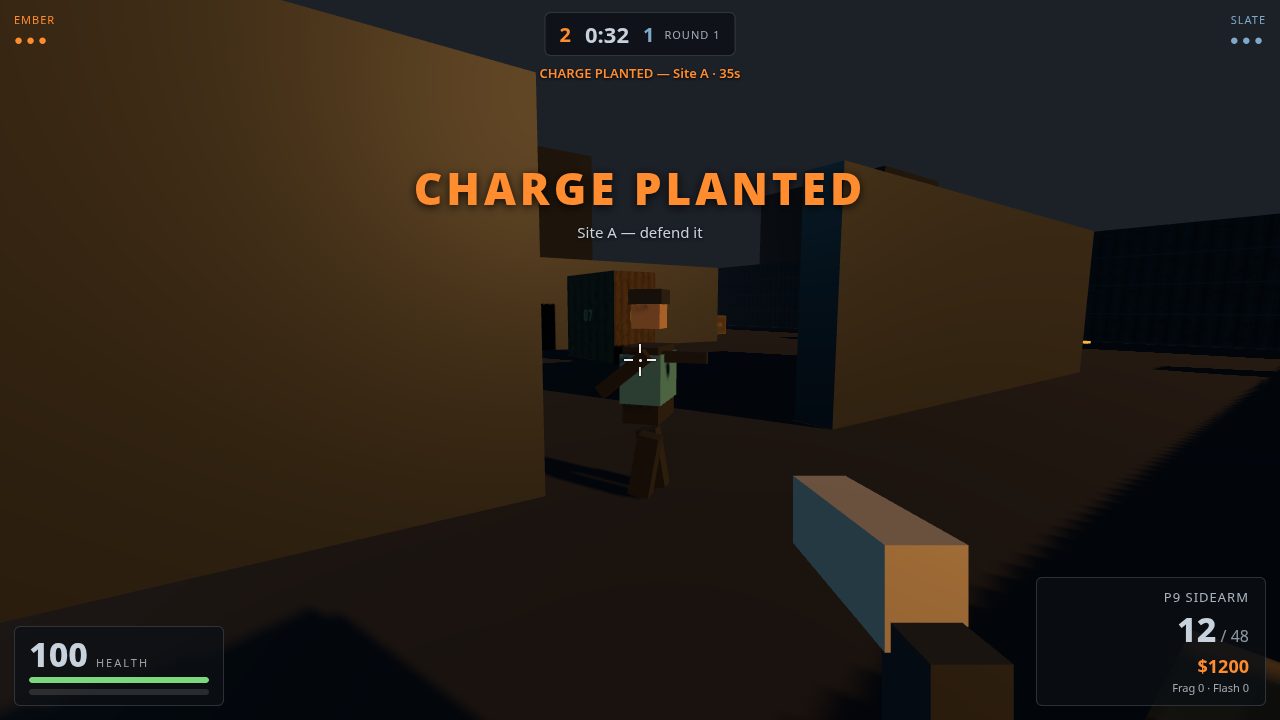 EMBER
2 0:32 1 ROUND 1
SLATE
CHARGE PLANTED — Site A · 35s
CHARGE PLANTED
Site A — defend it
07
100 HEALTH
P9 SIDEARM
12 / 48
$1200
Frag 0 · Flash 0